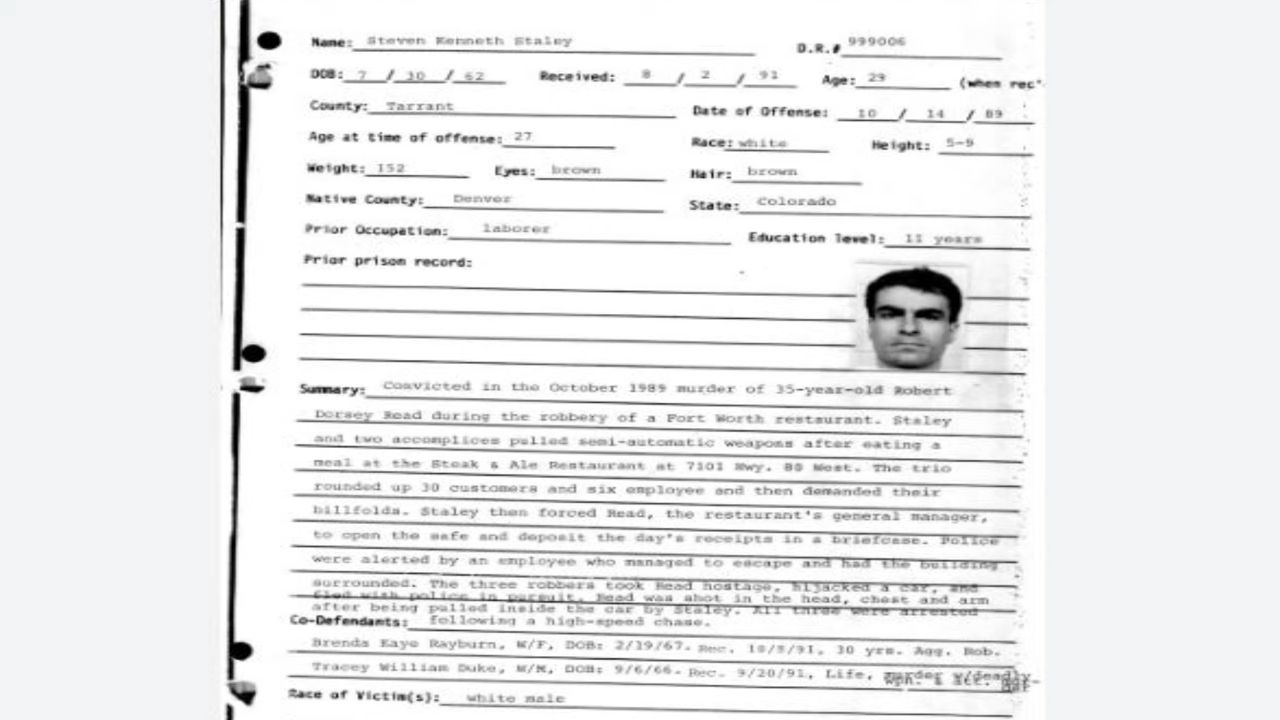 Name: Steven Kenneth Staley D.R.# 999006
DOB: 7 / 30 / 62 Received: 8 / 2 / 91 Age: 29 (when rec'
County: Tarrant Date of Offense: 10 / 14 / 89
Age at time of offense: 27 Race: white Height: 5-9
Weight: 152 Eyes: brown Hair: brown
Native County: Denver State: Colorado
Prior Occupation: laborer Education level: 11 years
Prior prison record:
Summary: Convicted in the October 1989 murder of 35-year-old Robert
Dorsey Read during the robbery of a Fort Worth restaurant. Staley
and two accomplices pulled semi-automatic weapons after eating a
meal at the Steak & Ale Restaurant at 7101 Hwy. 80 West. The trio
rounded up 30 customers and six employee and then demanded their
billfolds. Staley then forced Read, the restaurant's general manager,
to open the safe and deposit the day's receipts in a briefcase. Police
were alerted by an employee who managed to escape and had the building
surrounded. The three robbers took Read hostage, hijacked a car, and
fled with police in pursuit. Read was shot in the head, chest and arm
after being pulled inside the car by Staley. All three were arrested
Co-Defendants: following a high-speed chase.
Brenda Kaye Rayburn, W/F, DOB: 2/19/67. Rec. 10/8/91, 30 yrs. Agg. Rob.
Tracey William Duke, W/M, DOB: 9/6/66. Rec. 9/20/91, Life, murder w/deadly
wpn. & att.
Race of Victim(s): white male